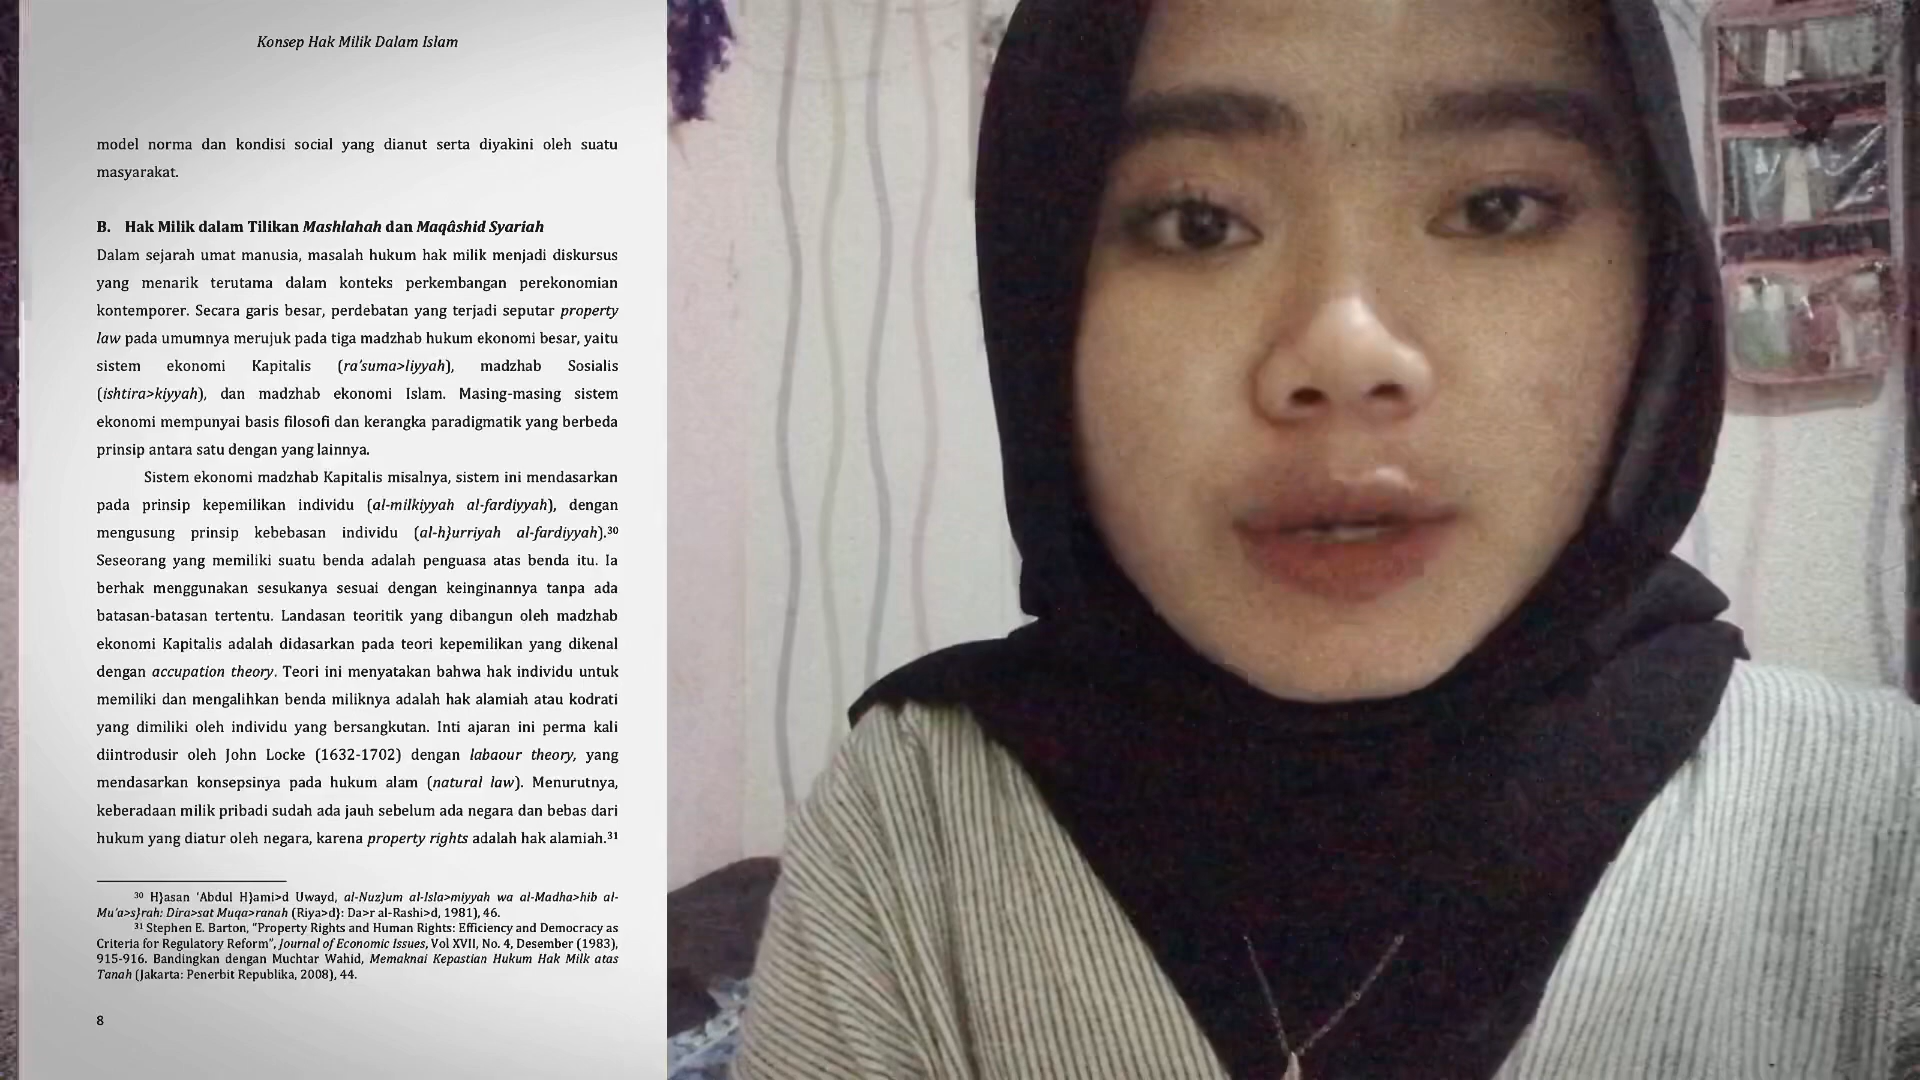 Konsep Hak Milik Dalam Islam
model norma dan kondisi social yang dianut serta diyakini oleh suatu
masyarakat.
B. Hak Milik dalam Tilikan Mashlahah dan Maqâshid Syariah
Dalam sejarah umat manusia, masalah hukum hak milik menjadi diskursus
yang menarik terutama dalam konteks perkembangan perekonomian
kontemporer. Secara garis besar, perdebatan yang terjadi seputar property
law pada umumnya merujuk pada tiga madzhab hukum ekonomi besar, yaitu
sistem ekonomi Kapitalis (ra'suma>liyyah), madzhab Sosialis
(ishtira>kiyyah), dan madzhab ekonomi Islam. Masing-masing sistem
ekonomi mempunyai basis filosofi dan kerangka paradigmatik yang berbeda
prinsip antara satu dengan yang lainnya.
Sistem ekonomi madzhab Kapitalis misalnya, sistem ini mendasarkan
pada prinsip kepemilikan individu (al-milkiyyah al-fardiyyah), dengan
mengusung prinsip kebebasan individu (al-h}urriyah al-fardiyyah).³⁰
Seseorang yang memiliki suatu benda adalah penguasa atas benda itu. Ia
berhak menggunakan sesukanya sesuai dengan keinginannya tanpa ada
batasan-batasan tertentu. Landasan teoritik yang dibangun oleh madzhab
ekonomi Kapitalis adalah didasarkan pada teori kepemilikan yang dikenal
dengan accupation theory. Teori ini menyatakan bahwa hak individu untuk
memiliki dan mengalihkan benda miliknya adalah hak alamiah atau kodrati
yang dimiliki oleh individu yang bersangkutan. Inti ajaran ini perma kali
diintrodusir oleh John Locke (1632-1702) dengan labaour theory, yang
mendasarkan konsepsinya pada hukum alam (natural law). Menurutnya,
keberadaan milik pribadi sudah ada jauh sebelum ada negara dan bebas dari
hukum yang diatur oleh negara, karena property rights adalah hak alamiah.³¹
³⁰ H}asan 'Abdul H}ami>d Uwayd, al-Nuz}um al-Isla>miyyah wa al-Madha>hib al-
Mu'a>s}rah: Dira>sat Muqa>ranah (Riya>d}: Da>r al-Rashi>d, 1981), 46.
³¹ Stephen E. Barton, "Property Rights and Human Rights: Efficiency and Democracy as
Criteria for Regulatory Reform", Journal of Economic Issues, Vol XVII, No. 4, Desember (1983),
915-916. Bandingkan dengan Muchtar Wahid, Memaknai Kepastian Hukum Hak Milk atas
Tanah (Jakarta: Penerbit Republika, 2008), 44.
8